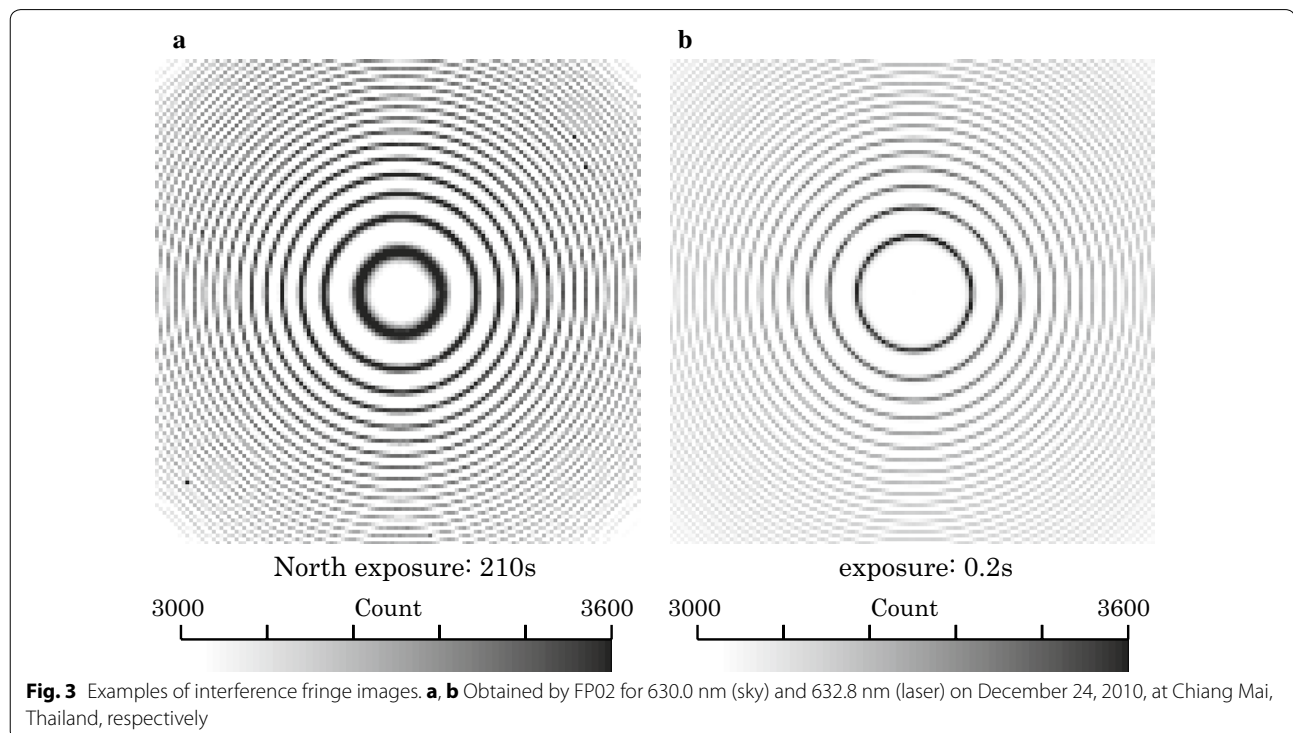 a
b
North exposure: 210s
exposure: 0.2s
3000 Count 3600
3000 Count 3600
Fig. 3 Examples of interference fringe images. a, b Obtained by FP02 for 630.0 nm (sky) and 632.8 nm (laser) on December 24, 2010, at Chiang Mai,
Thailand, respectively